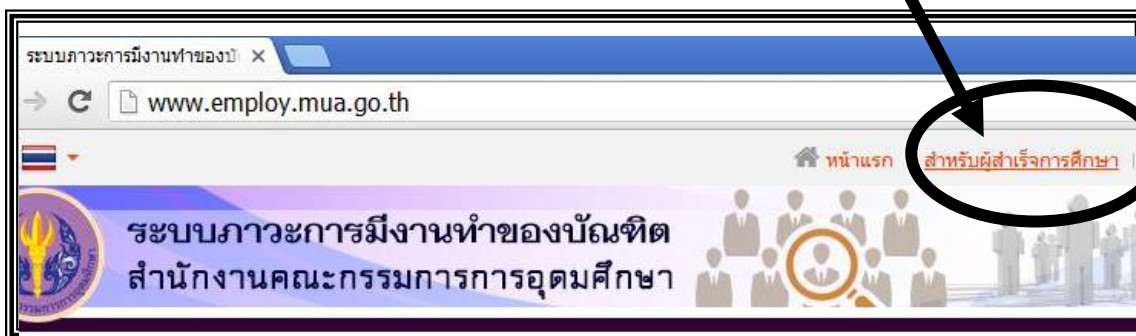 ระบบภาวะการมีงานทำของบั
www.employ.mua.go.th
หน้าแรก สำหรับผู้สำเร็จการศึกษา
ระบบภาวะการมีงานทำของบัณฑิต
สำนักงานคณะกรรมการการอุดมศึกษา